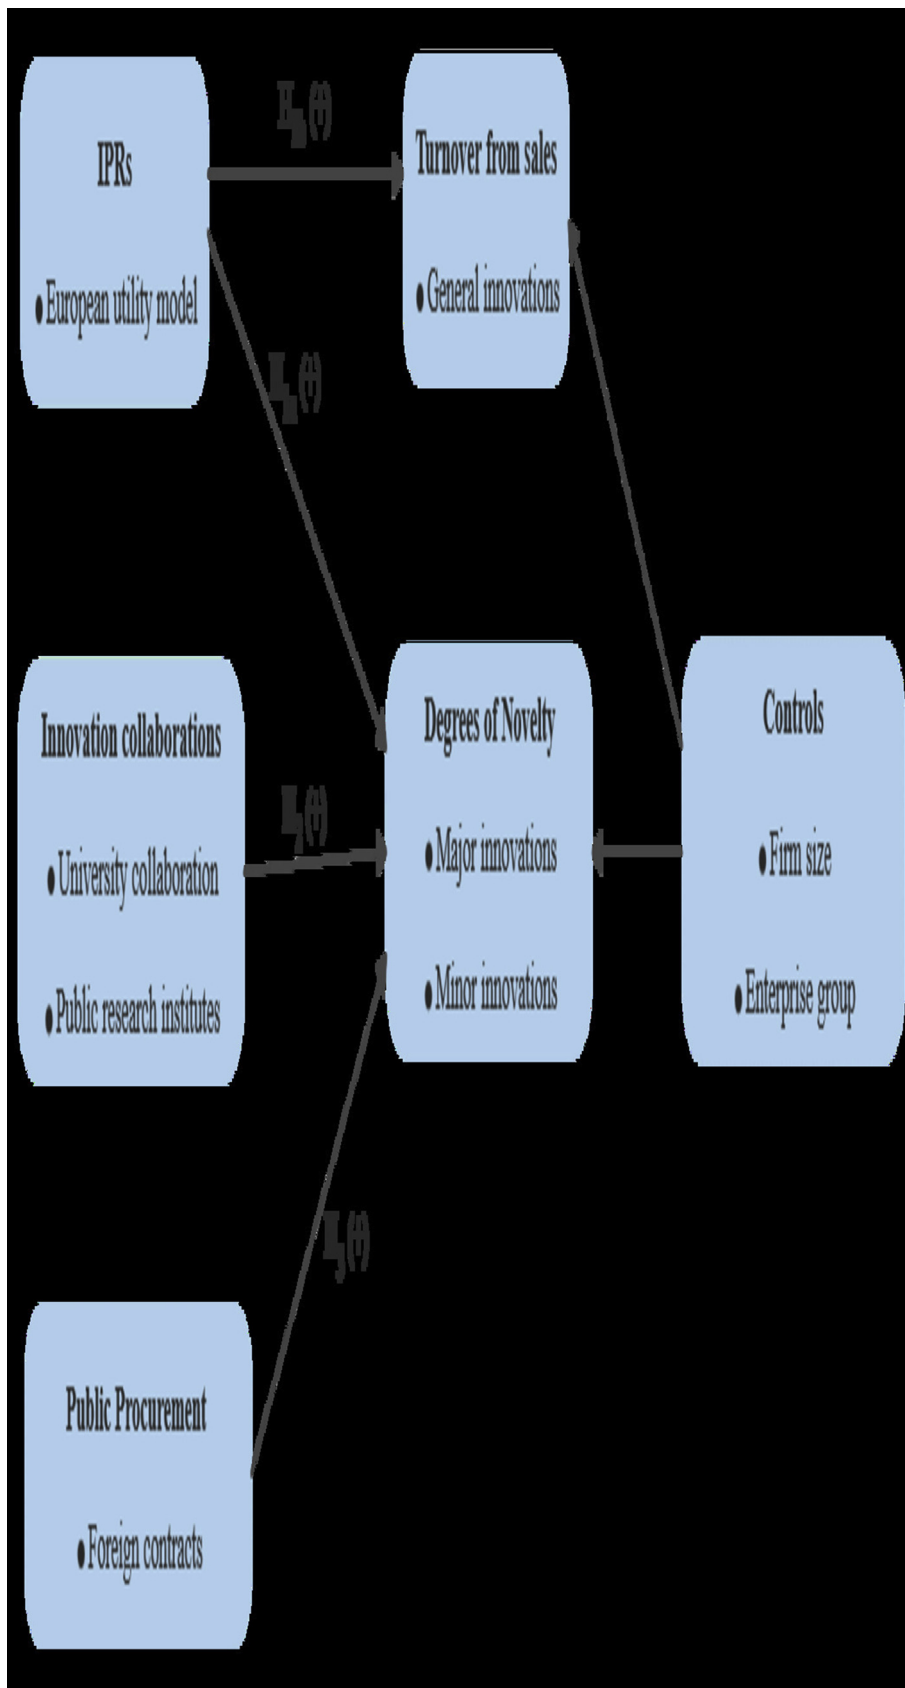 IPRs
•European utility model
Turnover from sales
•General innovations
Innovation collaborations
•University collaboration
•Public research institutes
Degrees of Novelty
•Major innovations
•Minor innovations
Controls
•Firm size
•Enterprise group
Public Procurement
•Foreign contracts